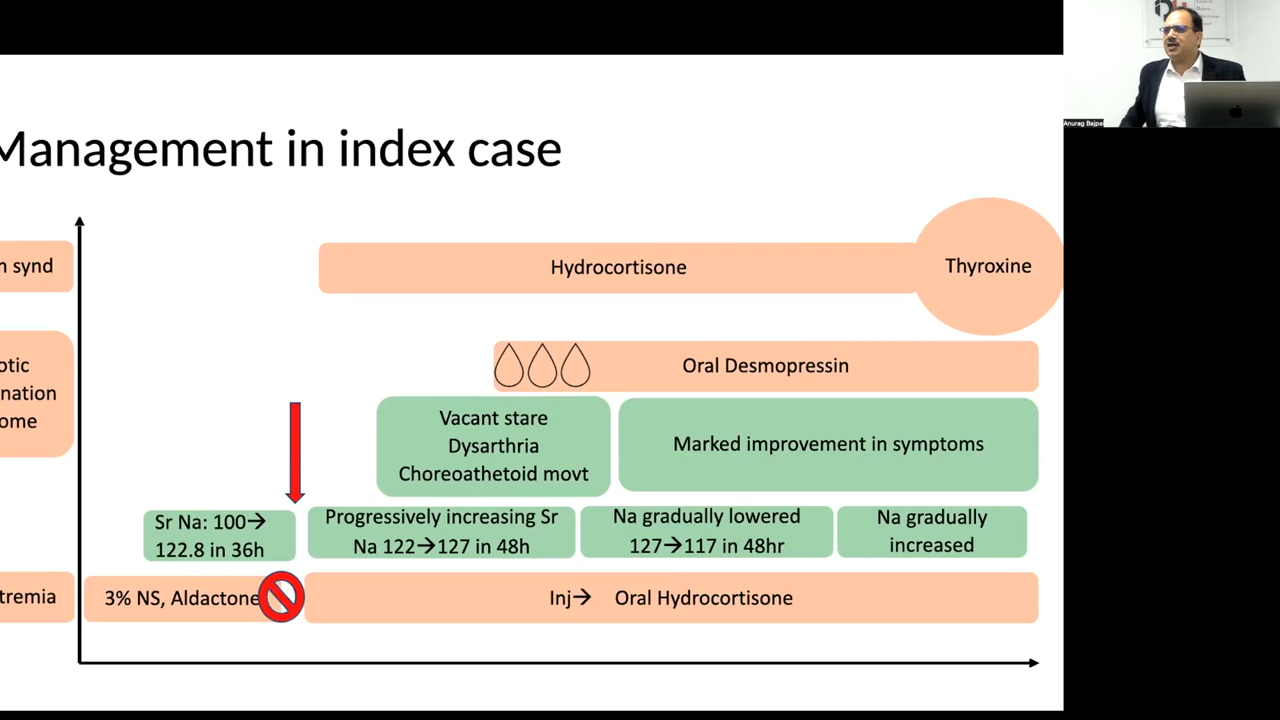 Management in index case
n synd
Hydrocortisone
Thyroxine
otic
nation
ome
Oral Desmopressin
Vacant stare
Dysarthria
Choreoathetoid movt
Marked improvement in symptoms
Sr Na: 100→
122.8 in 36h
Progressively increasing Sr
Na 122→127 in 48h
Na gradually lowered
127→117 in 48hr
Na gradually
increased
tremia
3% NS, Aldactone
Inj→ Oral Hydrocortisone
Anurag Bajpai